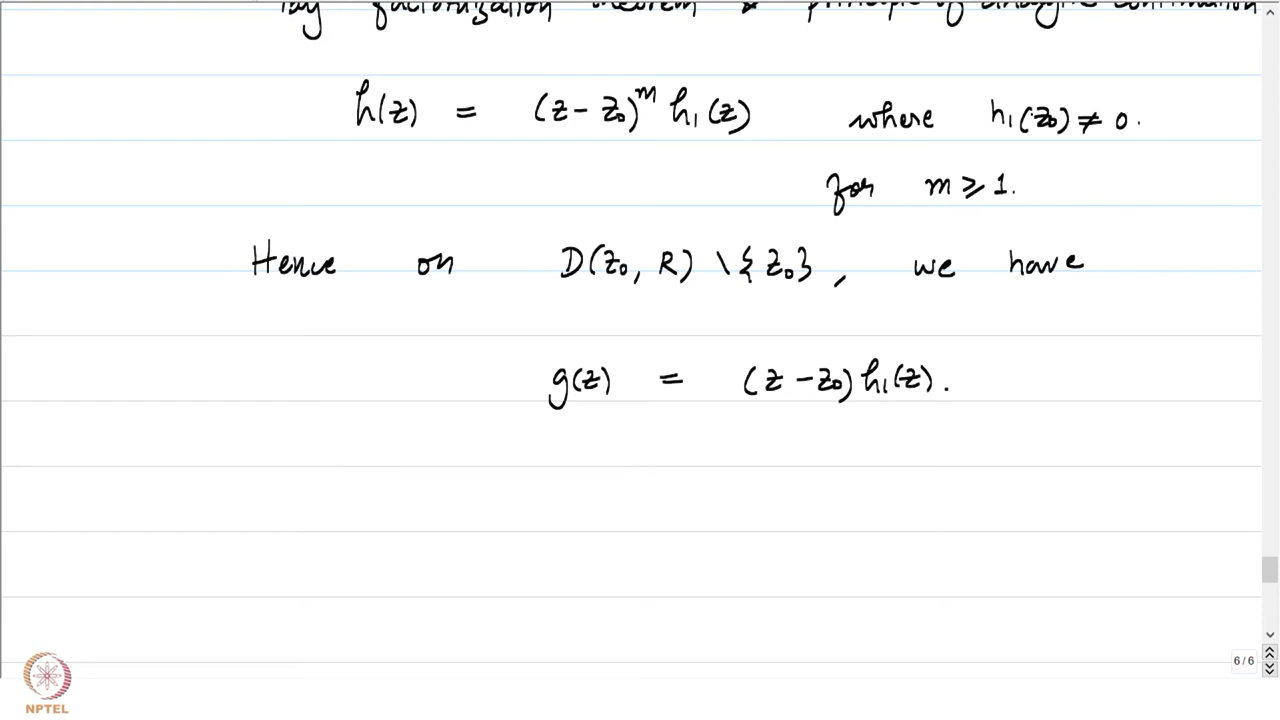 by factorization theorem & principle of analytic continuation
h(z) = (z - z₀)ᵐ h₁(z) where h₁(z₀) ≠ 0.
for m ≥ 1.
Hence on D(z₀, R) \ {z₀}, we have
g(z) = (z - z₀) h₁(z).
6 / 6
NPTEL